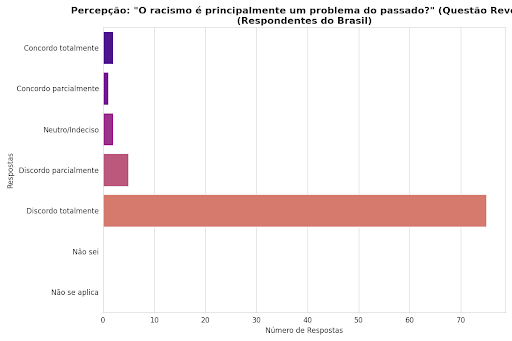 Percepção: "O racismo é principalmente um problema do passado?" (Questão Reve
(Respondentes do Brasil)
Concordo totalmente
Concordo parcialmente
Neutro/Indeciso
Discordo parcialmente
Discordo totalmente
Não sei
Não se aplica
Respostas
0 10 20 30 40 50 60 70
Número de Respostas